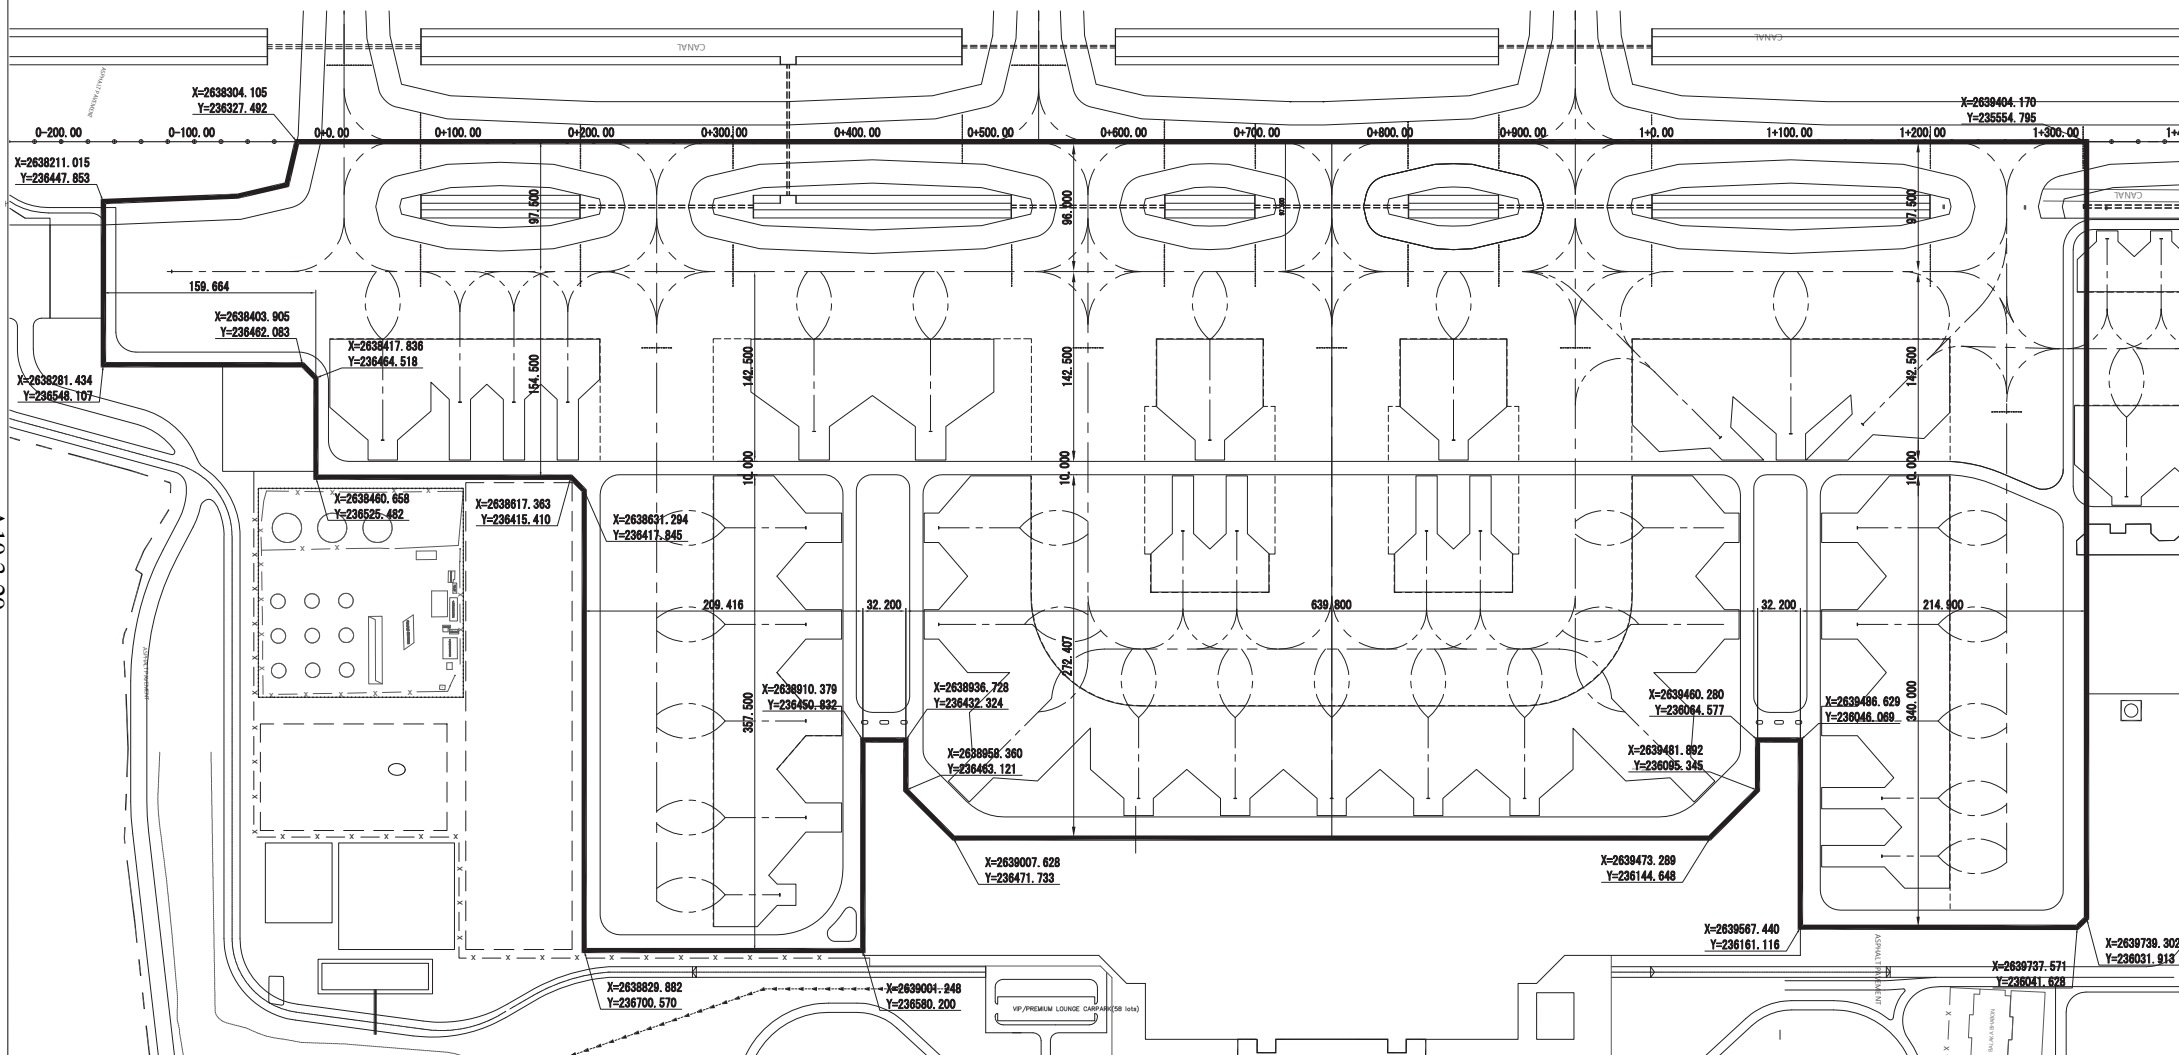 CANAL
CANAL
ASPHALT PAVEMENT
X=2638304.105
Y=236327.492
X=2639404.170
Y=235554.795
0-200.00
0-100.00
0+0.00
0+100.00
0+200.00
0+300.00
0+400.00
0+500.00
0+600.00
0+700.00
0+800.00
0+900.00
1+0.00
1+100.00
1+200.00
1+300.00
X=2638211.015
Y=236447.853
97.500
96.000
97.500
CANAL
159.664
X=2638403.905
Y=236462.083
X=2638417.836
Y=236464.518
X=2638281.434
Y=236548.107
154.500
142.500
142.500
142.500
10.000
10.000
10.000
X=2638460.658
Y=236525.482
X=2638617.363
Y=236415.410
X=2638631.294
Y=236417.845
209.416
32.200
639.800
32.200
214.900
272.407
357.500
340.000
ASPHALT PAVEMENT
X=2638910.379
Y=236450.832
X=2638936.728
Y=236432.324
X=2639460.280
Y=236064.577
X=2639486.629
Y=236046.069
X=2638958.360
Y=236463.121
X=2639481.892
Y=236095.345
X=2639007.628
Y=236471.733
X=2639473.289
Y=236144.648
X=2639567.440
Y=236161.116
X=2639739.302
Y=236031.913
X=2639737.571
Y=236041.628
X=2638829.882
Y=236700.570
X=2639001.248
Y=236580.200
ASPHALT PAVEMENT
VIP/PREMIUM LOUNGE CARPARK(58 lots)